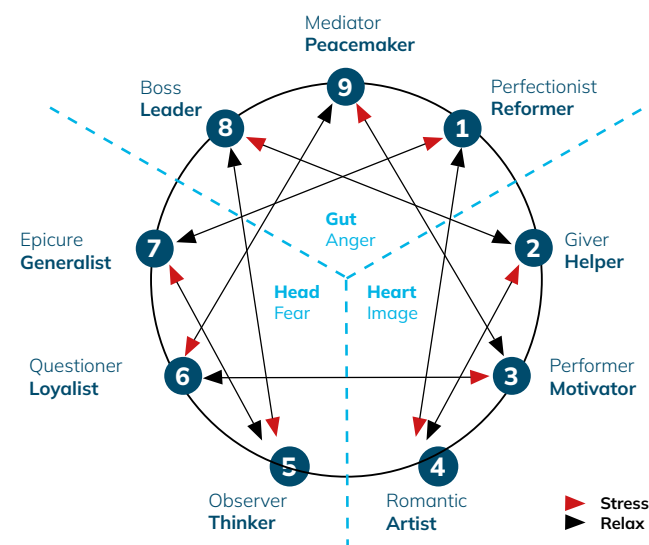 Mediator
Peacemaker
9
Boss
Leader
8
Perfectionist
Reformer
1
Gut
Anger
Epicure
Generalist
7
Giver
Helper
2
Head
Fear
Heart
Image
Questioner
Loyalist
6
Performer
Motivator
3
5
4
Observer
Thinker
Romantic
Artist
Stress
Relax